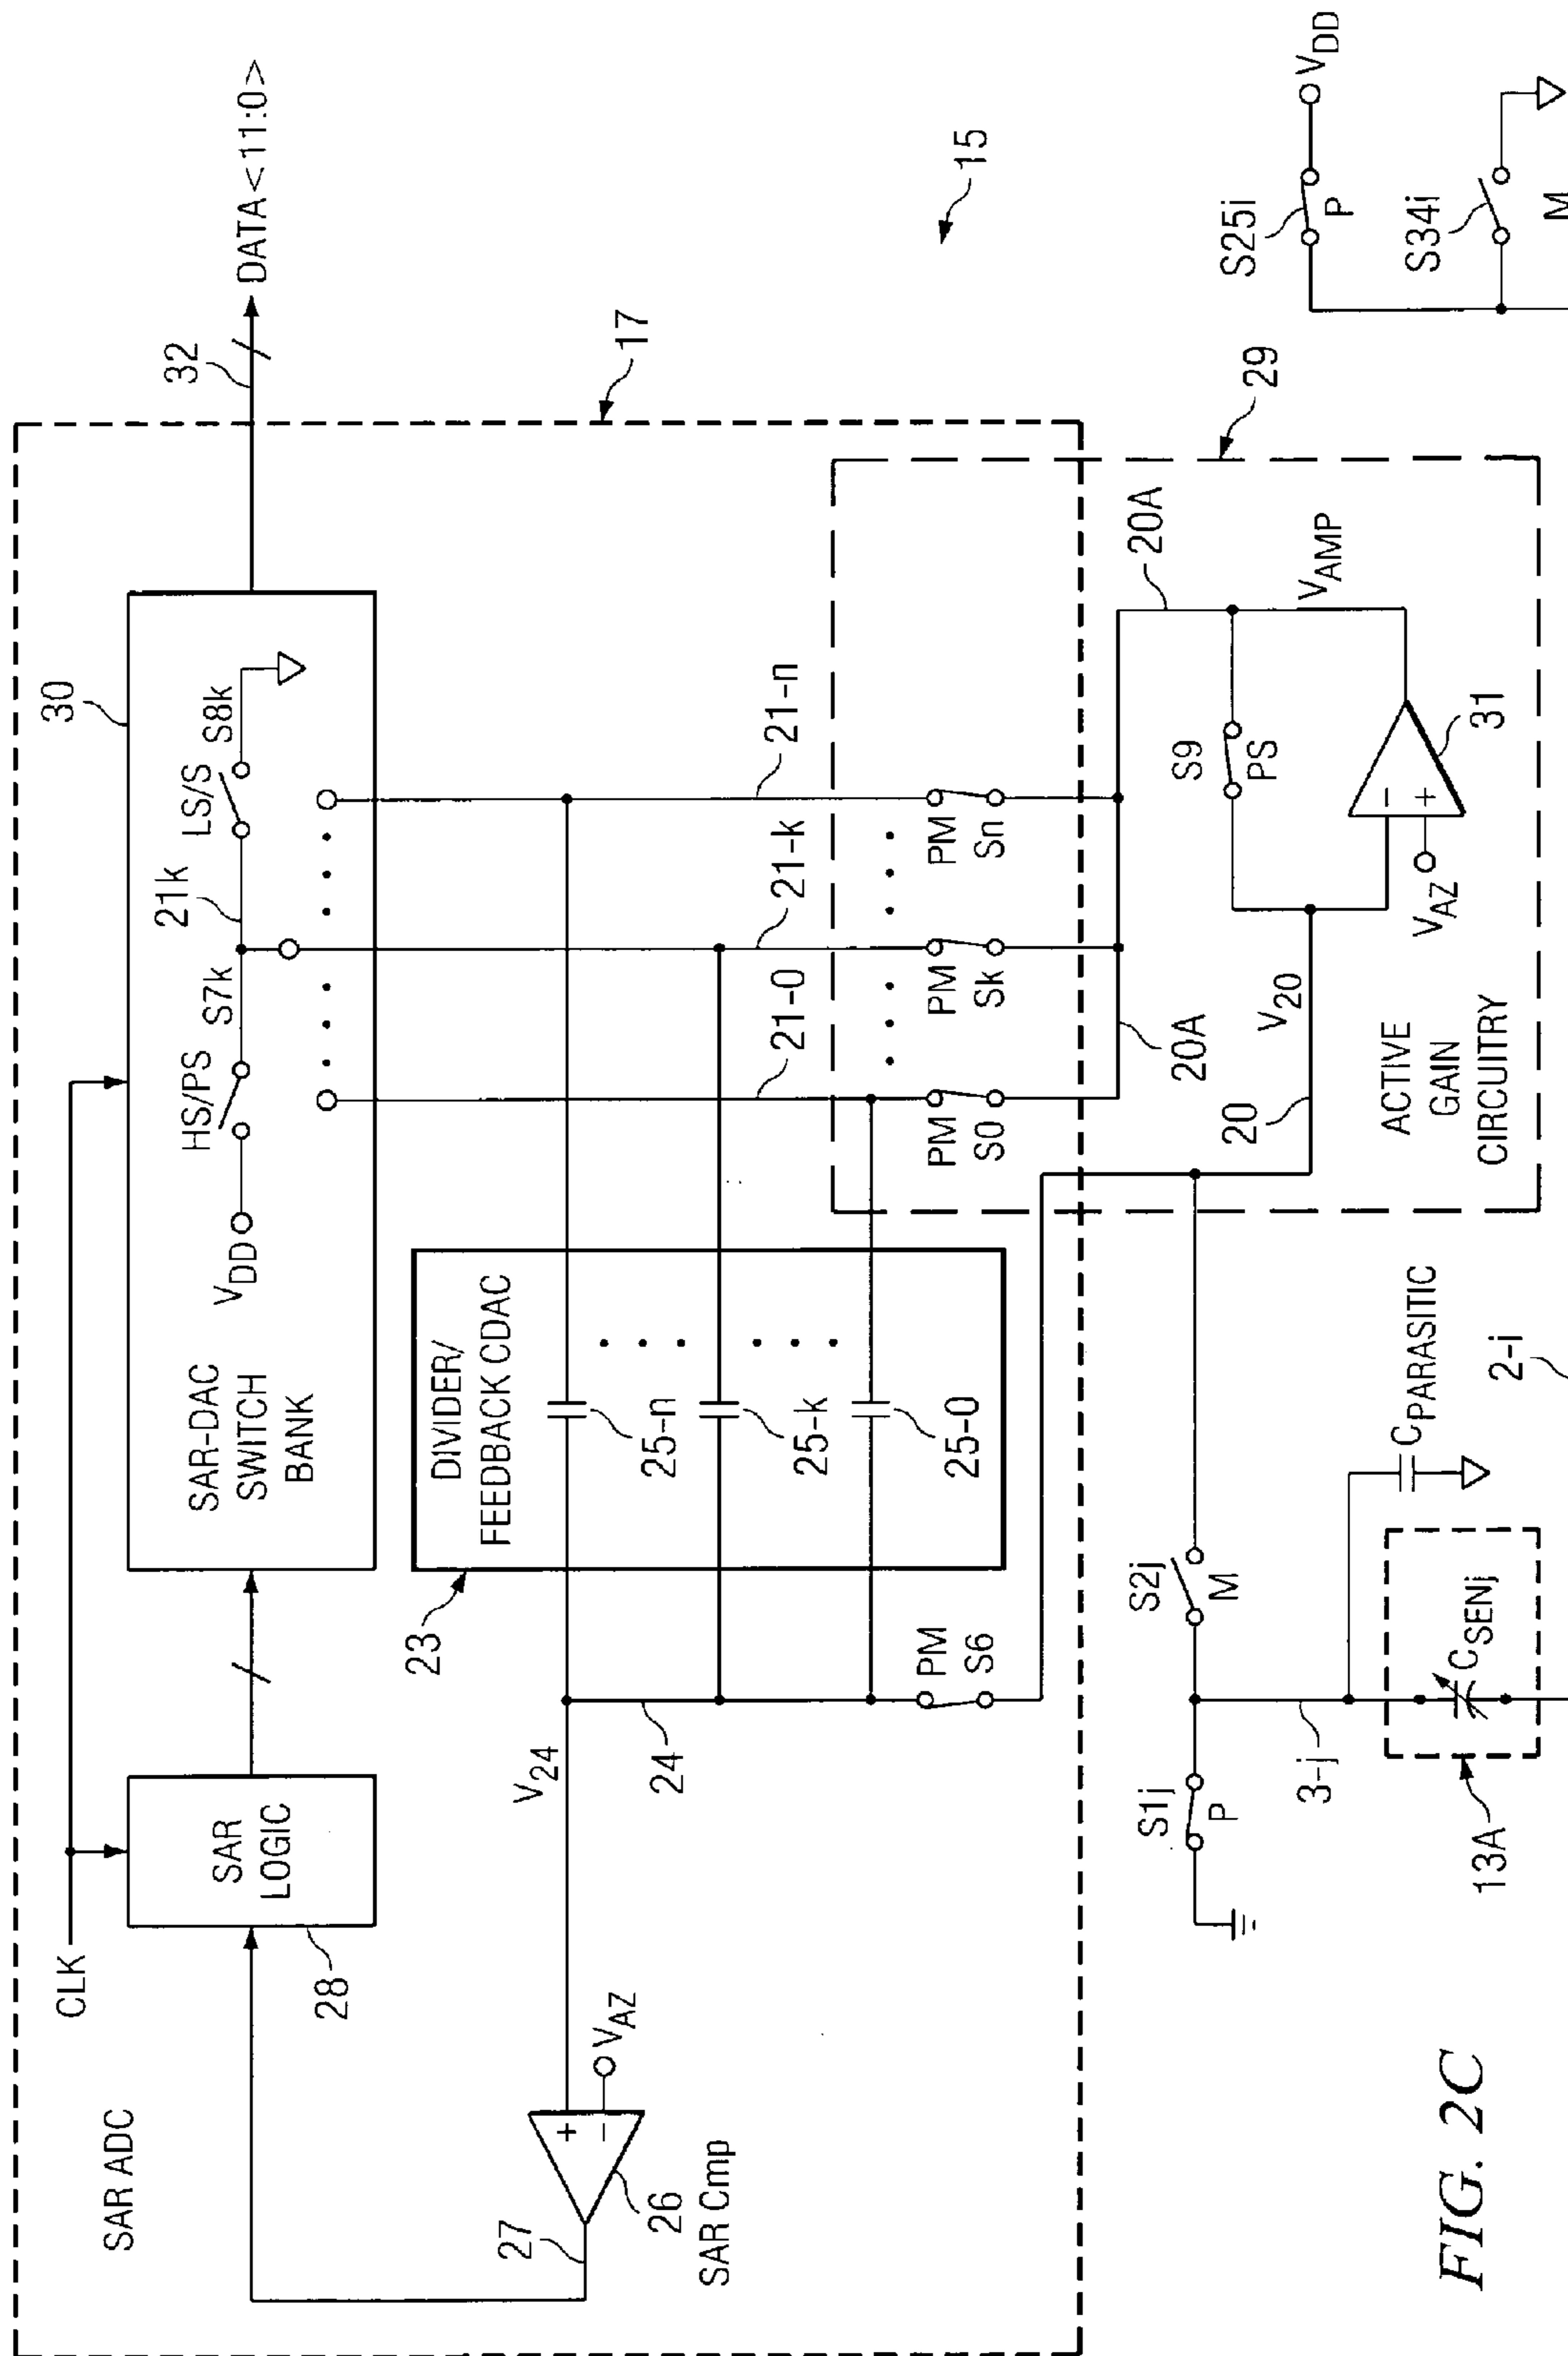 CLK
SAR ADC
SAR
LOGIC
28
30
SAR-DAC
SWITCH
BANK
VDD
HS/PS
S7k
21k
LS/S
S8k
32
DATA <11:0>
17
15
27
26
SAR Cmp
+
−
VAZ
V24
24
23
DIVIDER/
FEEDBACK CDAC
25-n
25-k
25-0
21-0
21-k
21-n
PM
S6
PM
S0
PM
Sk
PM
Sn
29
20A
20A
VAMP
S9
PS
V20
20
−
+
VAZ
31
ACTIVE
GAIN
CIRCUITRY
S1j
P
S2j
M
3-j
CPARASITIC
CSENj
13A
2-i
S25i
P
VDD
S34i
M
FIG. 2C